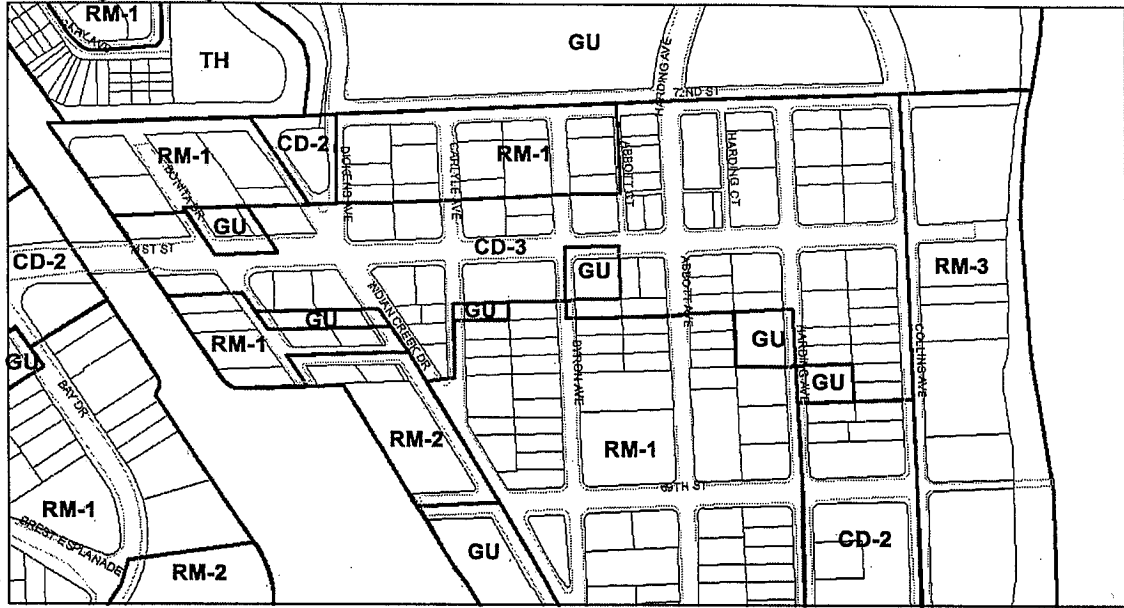 RM-1
GU
TH
HARDING AVE
72ND ST
CD-2
RM-1
BONITA DR
DICKENS AVE
CARLYLE AVE
RM-1
ABBOTT CT
HARDING CT
GU
71ST ST
CD-3
CD-2
GU
RM-3
INDIAN CREEK DR
ABBOTT AVE
GU
GU
RM-1
GU
BYRON AVE
HARDING AVE
COLLINS AVE
GU
GU
BAY DR
RM-2
RM-1
69TH ST
RM-1
BREST ESPLANADE
GU
CD-2
RM-2